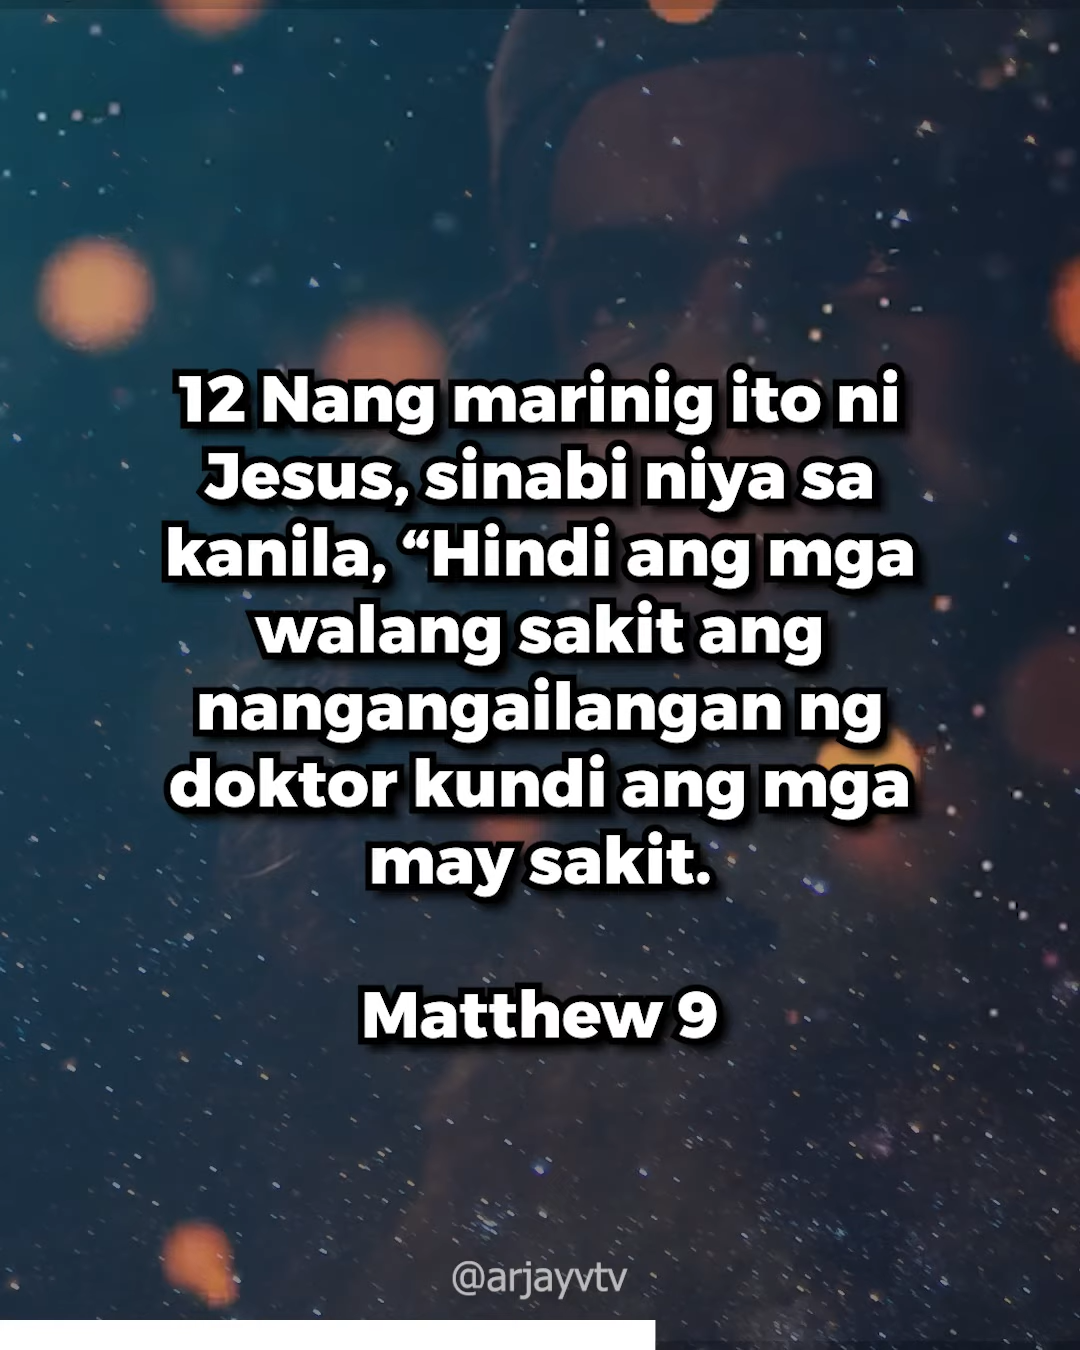 12 Nang marinig ito ni
Jesus, sinabi niya sa
kanila, “Hindi ang mga
walang sakit ang
nangangailangan ng
doktor kundi ang mga
may sakit.
Matthew 9
@arjayvtv